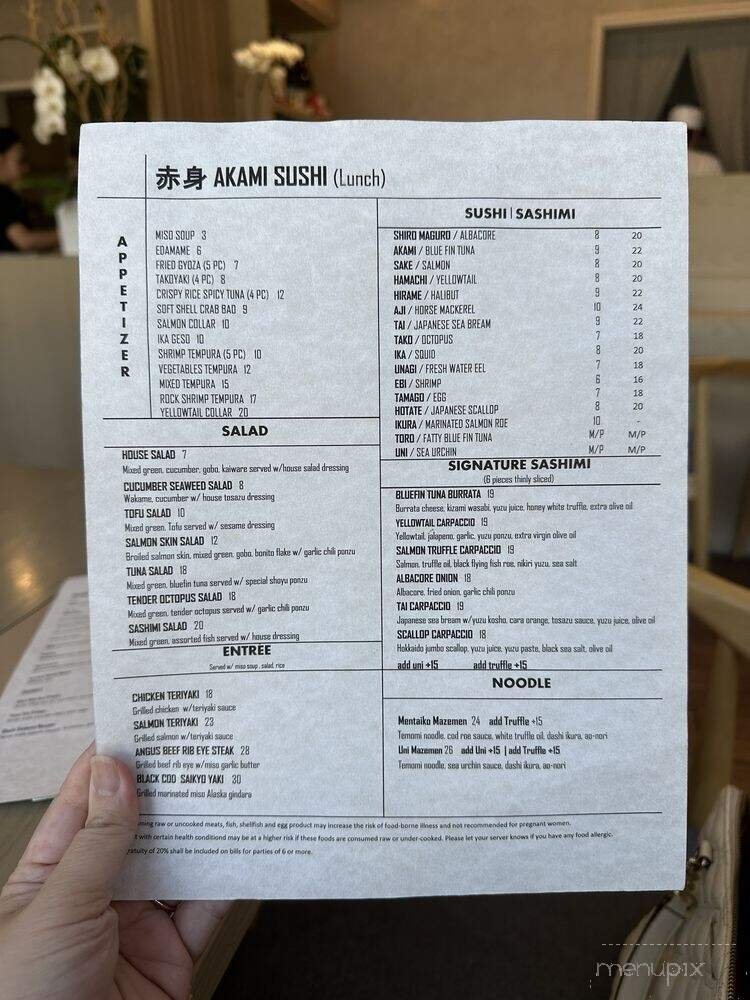 赤身 AKAMI SUSHI (Lunch)
APPETIZER
MISO SOUP 3
EDAMAME 6
FRIED GYOZA (5 PC) 7
TAKOYAKI (4 PC) 8
CRISPY RICE SPICY TUNA (4 PC) 12
SOFT SHELL CRAB BAO 9
SALMON COLLAR 10
IKA GESO 10
SHRIMP TEMPURA (5 PC) 10
VEGETABLES TEMPURA 12
MIXED TEMPURA 15
ROCK SHRIMP TEMPURA 17
YELLOWTAIL COLLAR 20
SALAD
HOUSE SALAD 7
Mixed green, cucumber, gobo, kaiware served w/house salad dressing
CUCUMBER SEAWEED SALAD 8
Wakame, cucumber w/ house tosazu dressing
TOFU SALAD 10
Mixed green, Tofu served w/ sesame dressing
SALMON SKIN SALAD 12
Broiled salmon skin, mixed green, gobo, bonito flake w/ garlic chili ponzu
TUNA SALAD 18
Mixed green, bluefin tuna served w/ special shoyu ponzu
TENDER OCTOPUS SALAD 18
Mixed green, tender octopus served w/ garlic chili ponzu
SASHIMI SALAD 20
Mixed green, assorted fish served w/ house dressing
ENTRÉE
Served w/ miso soup, salad, rice
CHICKEN TERIYAKI 18
Grilled chicken w/teriyaki sauce
SALMON TERIYAKI 23
Grilled salmon w/teriyaki sauce
ANGUS BEEF RIB EYE STEAK 28
Grilled beef rib eye w/miso garlic butter
BLACK COD SAIKYO YAKI 30
Grilled marinated miso Alaska gindara
SUSHI | SASHIMI
SHIRO MAGURO / ALBACORE 8 20
AKAMI / BLUE FIN TUNA 9 22
SAKE / SALMON 8 20
HAMACHI / YELLOWTAIL 8 20
HIRAME / HALIBUT 9 22
AJI / HORSE MACKEREL 10 24
TAI / JAPANESE SEA BREAM 9 22
TAKO / OCTOPUS 7 18
IKA / SQUID 8 20
UNAGI / FRESH WATER EEL 7 18
EBI / SHRIMP 6 16
TAMAGO / EGG 7 18
HOTATE / JAPANESE SCALLOP 8 20
IKURA / MARINATED SALMON ROE 10 -
TORO / FATTY BLUE FIN TUNA M/P M/P
UNI / SEA URCHIN M/P M/P
SIGNATURE SASHIMI
(6 pieces thinly sliced)
BLUEFIN TUNA BURRATA 19
Burrata cheese, kizami wasabi, yuzu juice, honey white truffle, extra olive oil
YELLOWTAIL CARPACCIO 19
Yellowtail, jalapeno, garlic, yuzu ponzu, extra virgin olive oil
SALMON TRUFFLE CARPACCIO 19
Salmon, truffle oil, black flying fish roe, nikiri yuzu, sea salt
ALBACORE ONION 18
Albacore, fried onion, garlic chili ponzu
TAI CARPACCIO 19
Japanese sea bream w/yuzu kosho, cara orange, tosazu sauce, yuzu juice, olive oil
SCALLOP CARPACCIO 18
Hokkaido jumbo scallop, yuzu juice, yuzu paste, black sea salt, olive oil
add uni +15 add truffle +15
NOODLE
Mentaiko Mazemen 24 add Truffle +15
Temomi noodle, cod roe sauce, white truffle oil, dashi ikura, ao-nori
Uni Mazemen 26 add Uni +15 | add Truffle +15
Temomi noodle, sea urchin sauce, dashi ikura, ao-nori
ming raw or uncooked meats, fish, shellfish and egg product may increase the risk of food-borne illness and not recommended for pregnant women.
t with certain health conditiond may be at a higher risk if these foods are consumed raw or under-cooked. Please let your server knows if you have any food allergic.
ratuity of 20% shall be included on bills for parties of 6 or more.
menupix